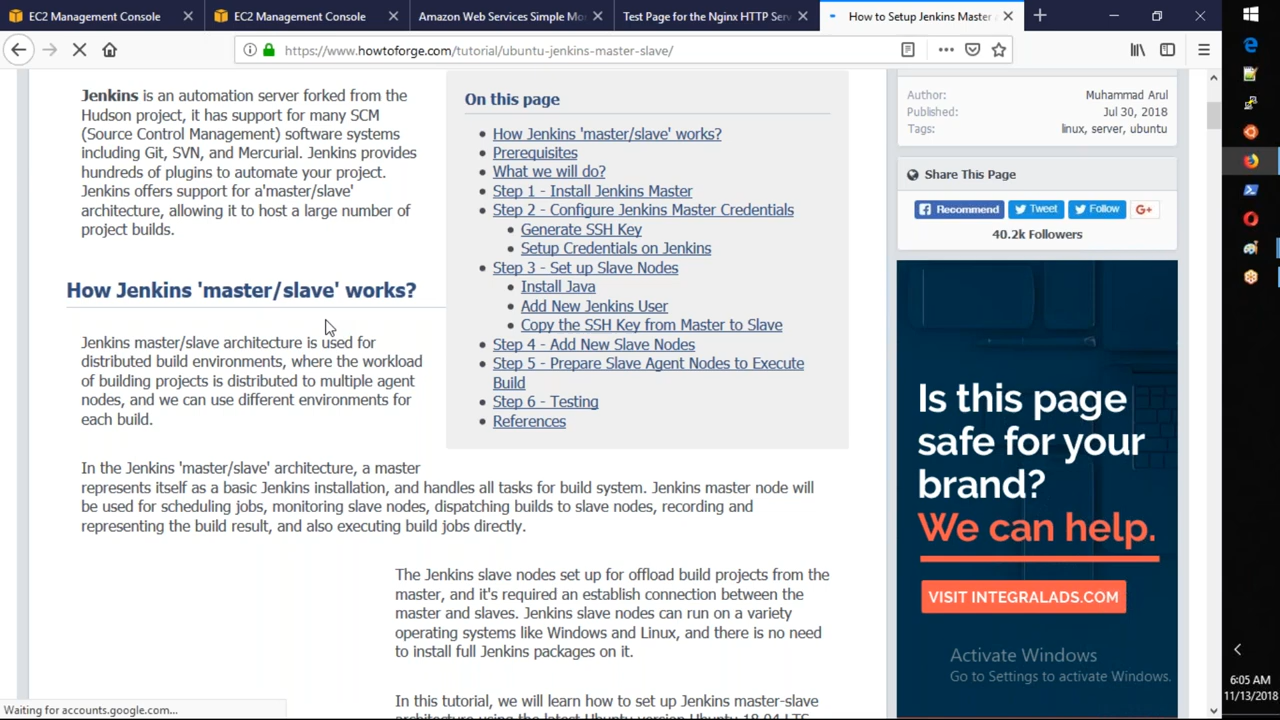 EC2 Management Console
EC2 Management Console
Amazon Web Services Simple Mo
Test Page for the Nginx HTTP Serv
How to Setup Jenkins Master
https://www.howtoforge.com/tutorial/ubuntu-jenkins-master-slave/
Jenkins is an automation server forked from the
Hudson project, it has support for many SCM
(Source Control Management) software systems
including Git, SVN, and Mercurial. Jenkins provides
hundreds of plugins to automate your project.
Jenkins offers support for a'master/slave'
architecture, allowing it to host a large number of
project builds.
On this page
How Jenkins 'master/slave' works?
Prerequisites
What we will do?
Step 1 - Install Jenkins Master
Step 2 - Configure Jenkins Master Credentials
Generate SSH Key
Setup Credentials on Jenkins
Step 3 - Set up Slave Nodes
Install Java
Add New Jenkins User
Copy the SSH Key from Master to Slave
Step 4 - Add New Slave Nodes
Step 5 - Prepare Slave Agent Nodes to Execute
Build
Step 6 - Testing
References
How Jenkins 'master/slave' works?
Jenkins master/slave architecture is used for
distributed build environments, where the workload
of building projects is distributed to multiple agent
nodes, and we can use different environments for
each build.
In the Jenkins 'master/slave' architecture, a master
represents itself as a basic Jenkins installation, and handles all tasks for build system. Jenkins master node will
be used for scheduling jobs, monitoring slave nodes, dispatching builds to slave nodes, recording and
representing the build result, and also executing build jobs directly.
The Jenkins slave nodes set up for offload build projects from the
master, and it's required an establish connection between the
master and slaves. Jenkins slave nodes can run on a variety
operating systems like Windows and Linux, and there is no need
to install full Jenkins packages on it.
In this tutorial, we will learn how to set up Jenkins master-slave
architecture using the latest Ubuntu version Ubuntu 18.04 LTS
Author: Muhammad Arul
Published: Jul 30, 2018
Tags: linux, server, ubuntu
Share This Page
Recommend Tweet Follow G+
40.2k Followers
Is this page
safe for your
brand?
We can help.
VISIT INTEGRALADS.COM
Activate Windows
Go to Settings to activate Windows.
Waiting for accounts.google.com...
6:05 AM
11/13/2018